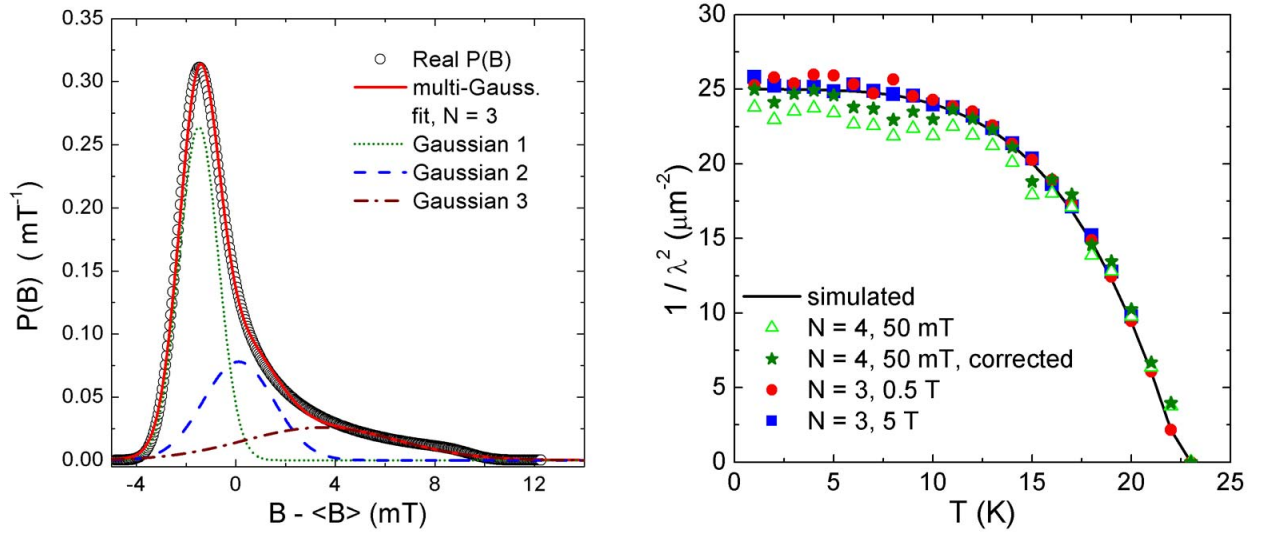 0.35
0.30
0.25
0.20
0.15
0.10
0.05
0.00
P(B) ( mT⁻¹)
-4
0
4
8
12
B - <B> (mT)
Real P(B)
multi-Gauss.
fit, N = 3
Gaussian 1
Gaussian 2
Gaussian 3
30
25
20
15
10
5
0
1 / λ² (μm⁻²)
0
5
10
15
20
25
T (K)
simulated
N = 4, 50 mT
N = 4, 50 mT, corrected
N = 3, 0.5 T
N = 3, 5 T